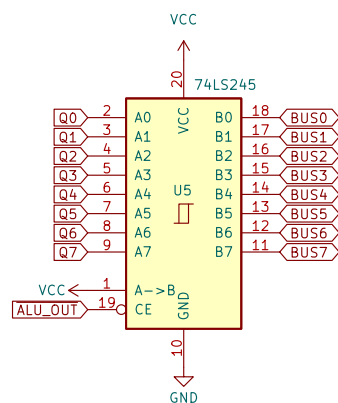 VCC
20
74LS245
Q0 2 A0 VCC B0 18 BUS0
Q1 3 A1 B1 17 BUS1
Q2 4 A2 B2 16 BUS2
Q3 5 A3 B3 15 BUS3
Q4 6 A4 U5 B4 14 BUS4
Q5 7 A5 B5 13 BUS5
Q6 8 A6 B6 12 BUS6
Q7 9 A7 B7 11 BUS7
VCC 1 A->B
ALU_OUT 19 CE GND
10
GND